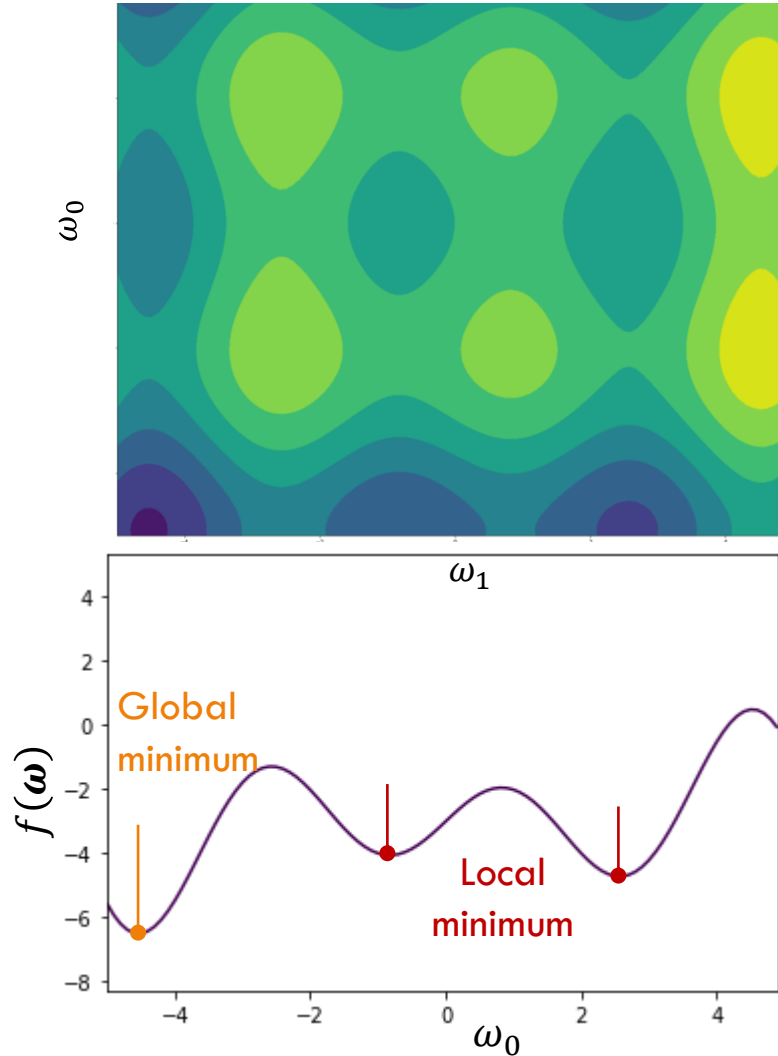 ω₀
ω₁
4
2
0
−2
−4
−6
−8
f(ω)
Global
minimum
Local
minimum
−4
−2
0
2
4
ω₀